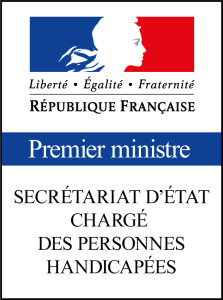 Liberté • Égalité • Fraternité
RÉPUBLIQUE FRANÇAISE
Premier ministre
SECRÉTARIAT D'ÉTAT
CHARGÉ
DES PERSONNES
HANDICAPÉES